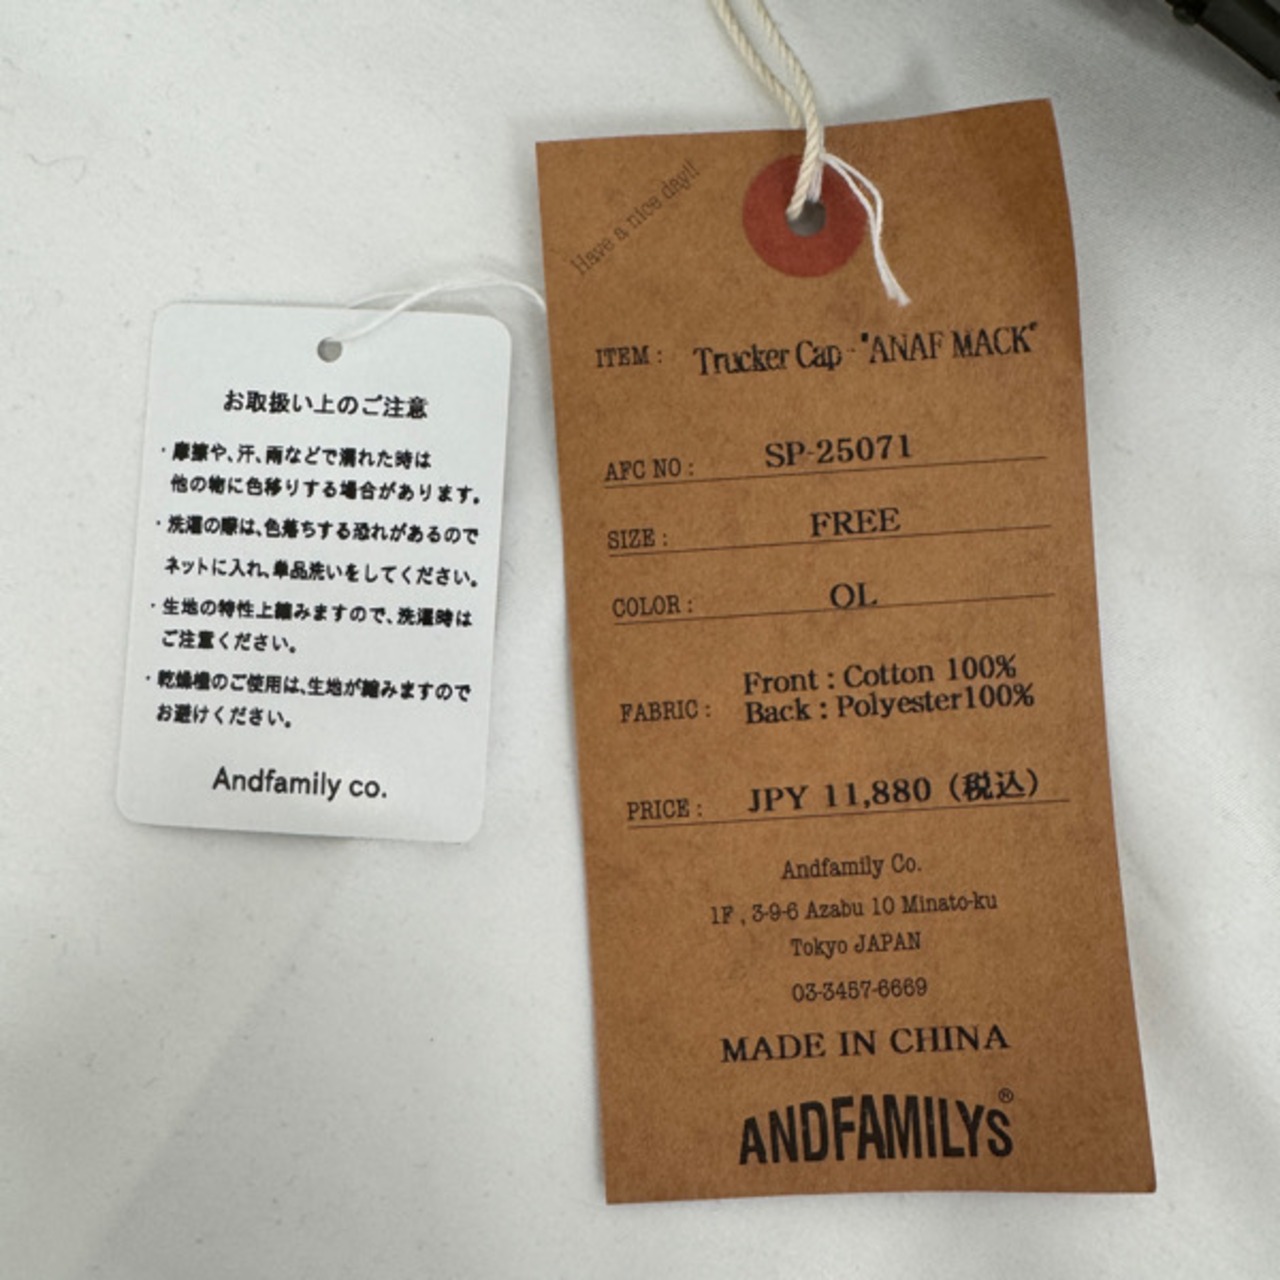 お取扱い上のご注意
・摩擦や、汗、雨などで濡れた時は
他の物に色移りする場合があります。
・洗濯の際は、色落ちする恐れがあるので
ネットに入れ、単品洗いをしてください。
・生地の特性上縮みますので、洗濯時は
ご注意ください。
・乾燥機のご使用は、生地が縮みますので
お避けください。
Andfamily co.
Have a nice day!!
ITEM : Trucker Cap - "ANAF MACK"
AFC NO : SP-25071
SIZE : FREE
COLOR : OL
FABRIC : Front : Cotton 100%
Back : Polyester100%
PRICE : JPY 11,880（税込）
Andfamily Co.
1F , 3-9-6 Azabu 10 Minato-ku
Tokyo JAPAN
03-3457-6669
MADE IN CHINA
ANDFAMILYS®